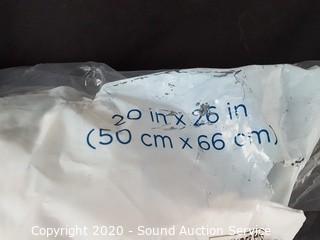 20 in x 26 in
(50 cm x 66 cm)
Copyright 2020 - Sound Auction Service